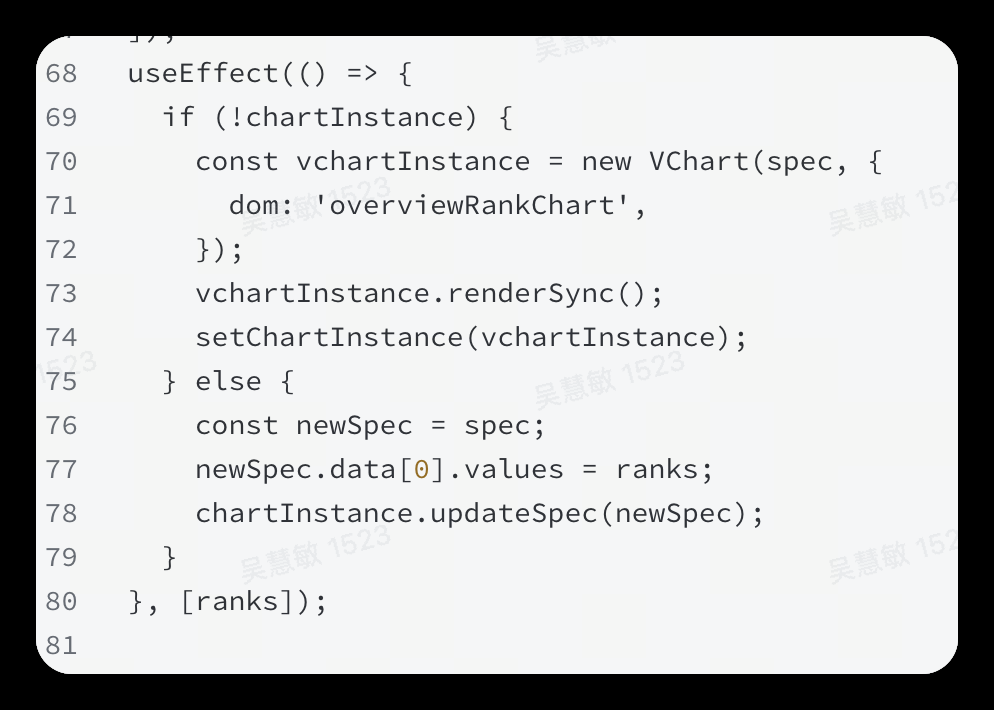 ]);
68 useEffect(() => {
69 if (!chartInstance) {
70 const vchartInstance = new VChart(spec, {
71 dom: 'overviewRankChart',
72 });
73 vchartInstance.renderSync();
74 setChartInstance(vchartInstance);
75 } else {
76 const newSpec = spec;
77 newSpec.data[0].values = ranks;
78 chartInstance.updateSpec(newSpec);
79 }
80 }, [ranks]);
81
吴慧敏
吴慧敏 1523
吴慧敏 152
1523
吴慧敏 1523
吴慧敏 1523
吴慧敏 152